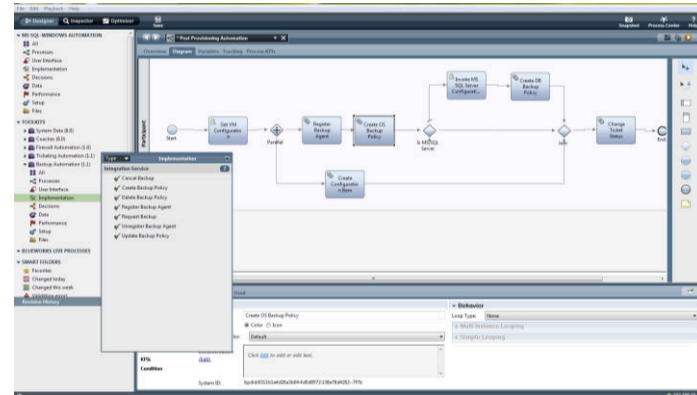 File Edit Playback Help
Designer Inspector Optimizer
Save
Snapshot Process Center Help
MS SQL-WINDOWS AUTOMATION
All
Processes
User Interface
Implementation
Decisions
Data
Performance
Setup
Files
TOOLKITS
System Data (8.0)
Coaches (8.0)
Firewall Automation (1.0)
Ticketing Automation (1.1)
Backup Automation (1.1)
All
Processes
User Interface
Implementation
Decisions
Data
Performance
Setup
Files
BLUEWORKS LIVE PROCESSES
SMART FOLDERS
Favorites
Changed today
Changed this week
Validation errors
Revision History
*Post Provisioning Automation
Overview Diagram Variables Tracking Process KPIs
Participant
Start
Get VM
Configuratio
n
Parallel
Register
Backup
Agent
Create OS
Backup
Policy
Is MSSQL
Server
Invoke MS
SQL Server
Configurati...
Create DB
Backup
Policy
Join
Change
Ticket
Status
End
Create
Configuratio
n Item
Type Implementation
Integration Service
Cancel Backup
Create Backup Policy
Delete Backup Policy
Register Backup Agent
Request Backup
Unregister Backup Agent
Update Backup Policy
Create OS Backup Policy
Color Icon
Default
Click Edit to add or edit text.
KPIs
Condition
System ID:
Behavior
Loop Type: None
Multi Instance Looping
Simple Looping